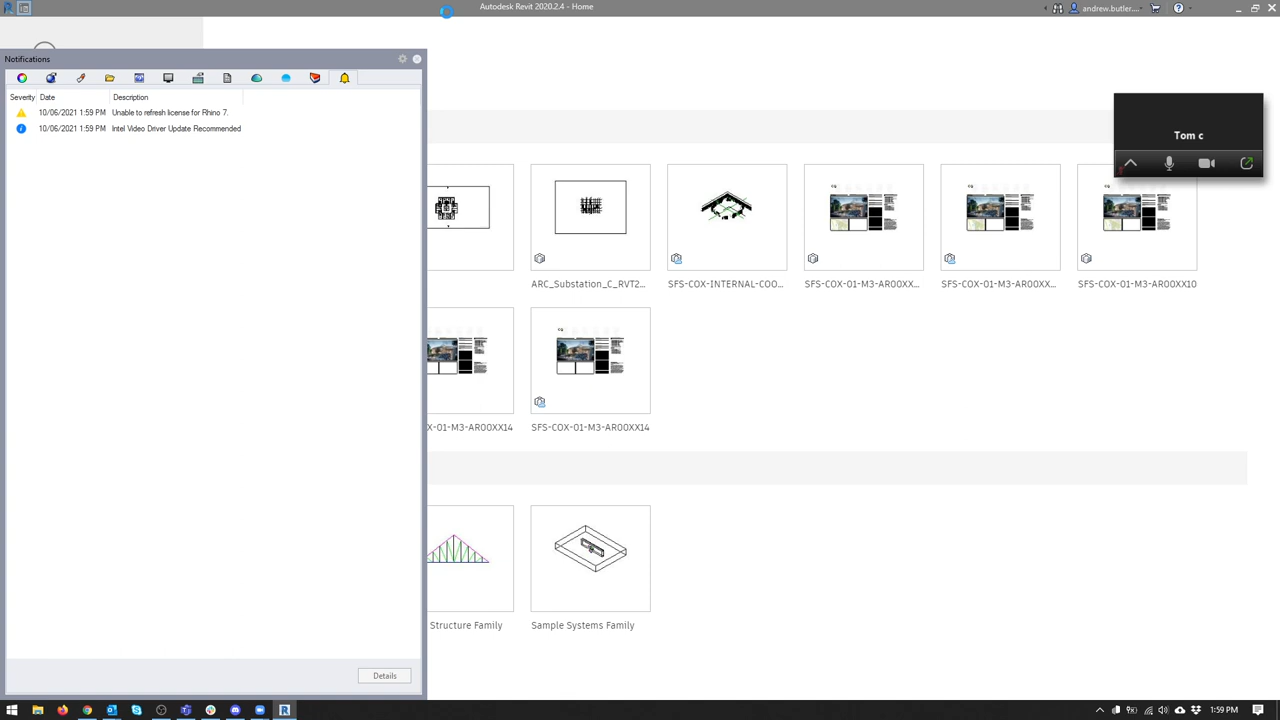 Autodesk Revit 2020.2.4 - Home
andrew.butler....
Notifications
Severity Date Description
10/06/2021 1:59 PM Unable to refresh license for Rhino 7.
10/06/2021 1:59 PM Intel Video Driver Update Recommended
Tom c
ARC_Substation_C_RVT2...
SFS-COX-INTERNAL-COO...
SFS-COX-01-M3-AR00XX...
SFS-COX-01-M3-AR00XX...
SFS-COX-01-M3-AR00XX10
X-01-M3-AR00XX14
SFS-COX-01-M3-AR00XX14
Structure Family
Sample Systems Family
Details
1:59 PM